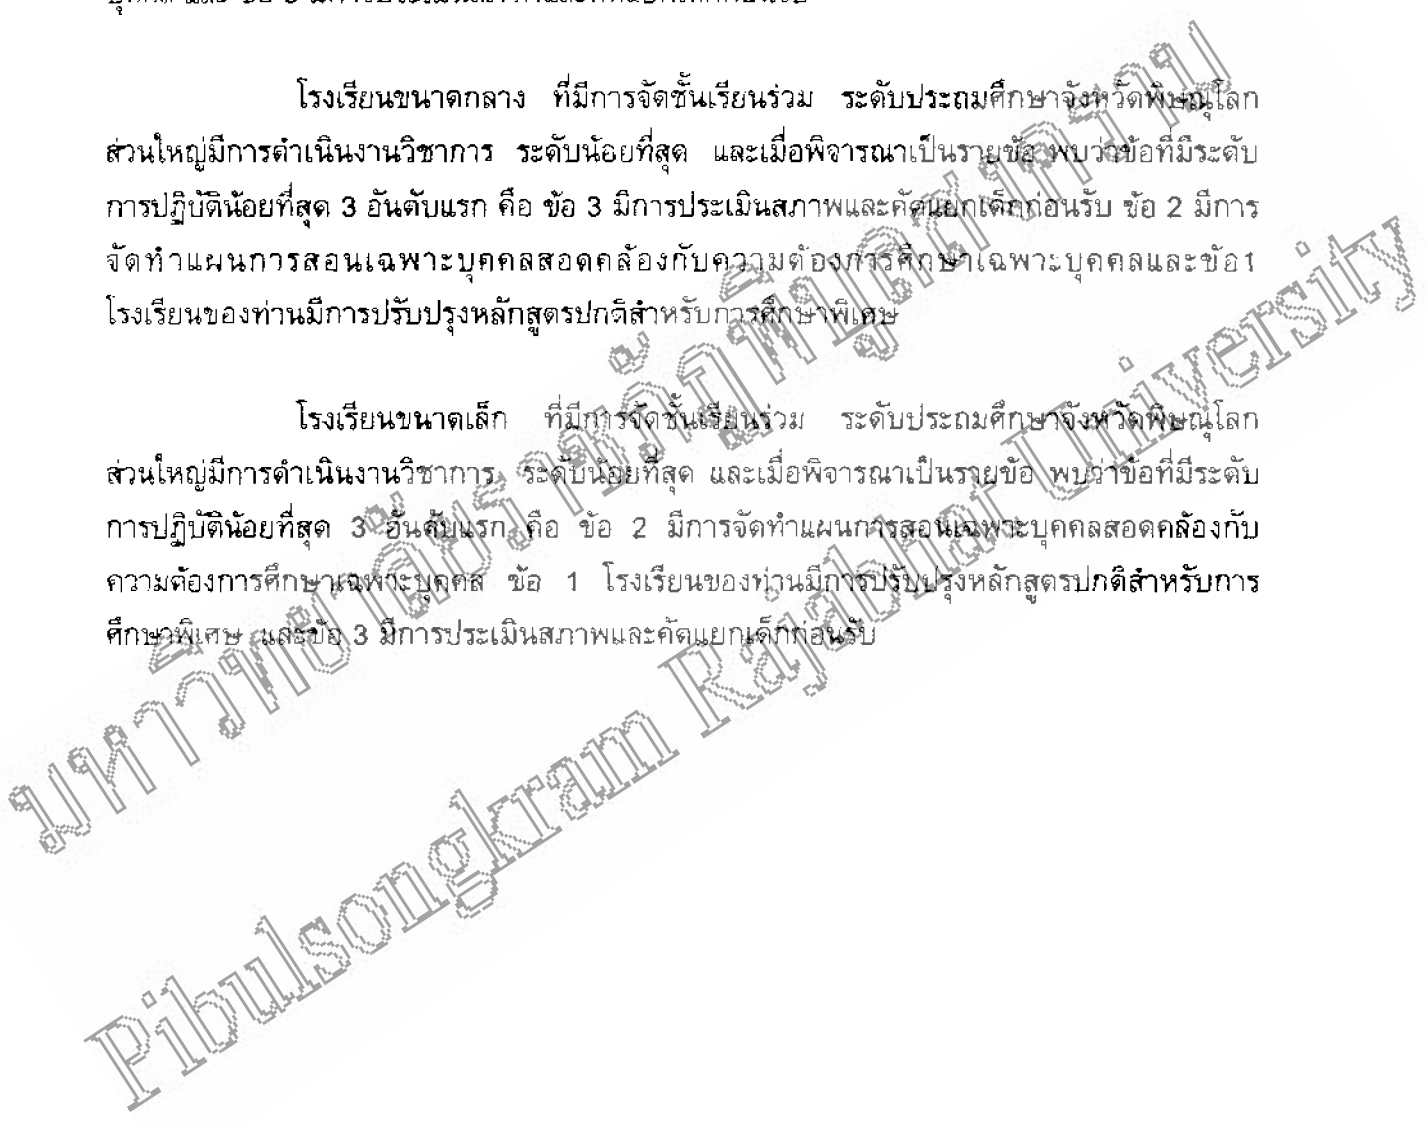 โรงเรียนขนาดกลาง ที่มีการจัดชั้นเรียนร่วม ระดับประถมศึกษาจังหวัดพิษณุโลก
ส่วนใหญ่มีการดำเนินงานวิชาการ ระดับน้อยที่สุด และเมื่อพิจารณาเป็นรายข้อ พบว่าข้อที่มีระดับ
การปฏิบัติน้อยที่สุด 3 อันดับแรก คือ ข้อ 3 มีการประเมินสภาพและคัดแยกเด็กก่อนรับ ข้อ 2 มีการ
จัดทำแผนการสอนเฉพาะบุคคลสอดคล้องกับความต้องการศึกษาเฉพาะบุคคลและข้อ1
โรงเรียนของท่านมีการปรับปรุงหลักสูตรปกติสำหรับการศึกษาพิเศษ
โรงเรียนขนาดเล็ก ที่มีการจัดชั้นเรียนร่วม ระดับประถมศึกษาจังหวัดพิษณุโลก
ส่วนใหญ่มีการดำเนินงานวิชาการ ระดับน้อยที่สุด และเมื่อพิจารณาเป็นรายข้อ พบว่าข้อที่มีระดับ
การปฏิบัติน้อยที่สุด 3 อันดับแรก คือ ข้อ 2 มีการจัดทำแผนการสอนเฉพาะบุคคลสอดคล้องกับ
ความต้องการศึกษาเฉพาะบุคคล ข้อ 1 โรงเรียนของท่านมีการปรับปรุงหลักสูตรปกติสำหรับการ
ศึกษาพิเศษ และข้อ 3 มีการประเมินสภาพและคัดแยกเด็กก่อนรับ
มหาวิทยาลัยราชภัฏพิบูลสงคราม
Pibulsongkram Rajabhat University